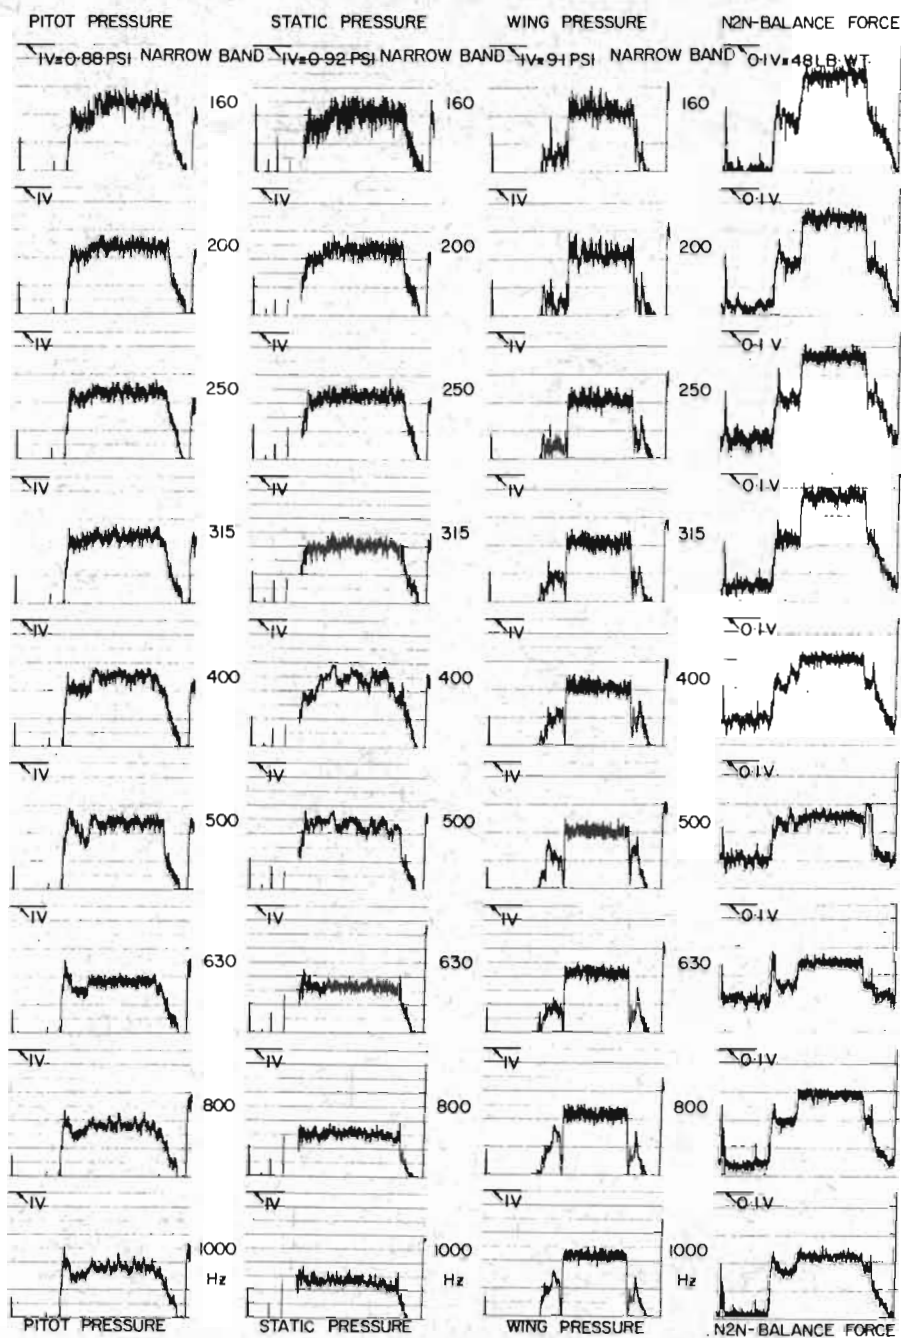 PITOT PRESSURE STATIC PRESSURE WING PRESSURE N2N-BALANCE FORCE
1V=0·88 PSI NARROW BAND 1V=0·92 PSI NARROW BAND 1V=9·1 PSI NARROW BAND 0·1V=48 LB. WT.
160 160 160
1V 1V 1V 0·1V
200 200 200
1V 1V 1V 0·1 V
250 250 250
1V 1V 1V 0·1V
315 315 315
1V 1V 1V 0·1V
400 400 400
1V 1V 1V 0·1V
500 500 500
1V 1V 1V 0·1V
630 630 630
1V 1V 1V 0·1V
800 800 800
1V 1V 1V 0·1V
1000 1000 1000
Hz Hz Hz
PITOT PRESSURE STATIC PRESSURE WING PRESSURE N2N-BALANCE FORCE